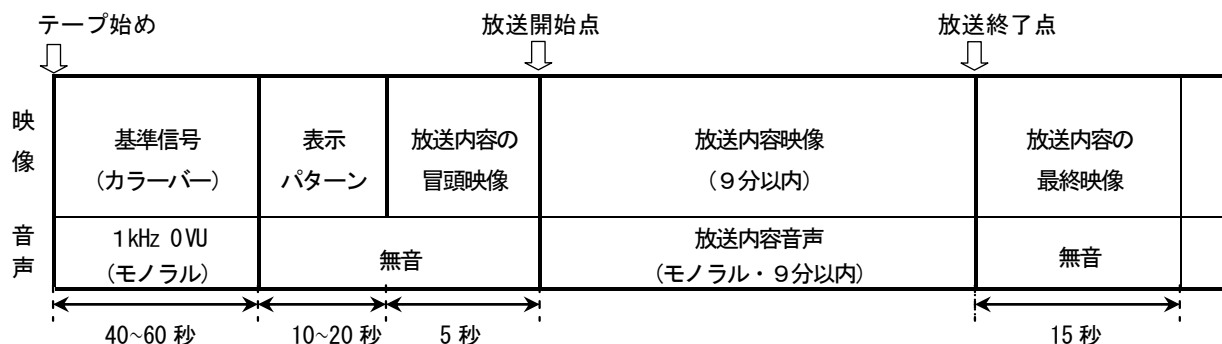 テープ始め 放送開始点 放送終了点
映像
基準信号
(カラーバー)
表示
パターン
放送内容の
冒頭映像
放送内容映像
(９分以内)
放送内容の
最終映像
音声
1kHz 0VU
(モノラル)
無音
放送内容音声
(モノラル・９分以内)
無音
40~60 秒 10~20 秒 5 秒 15 秒